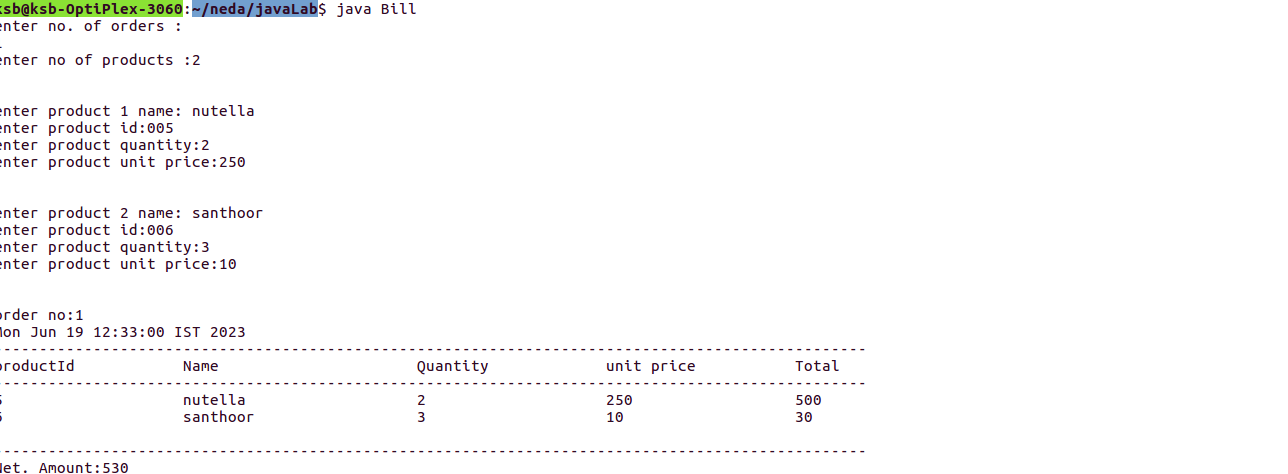 ksb@ksb-OptiPlex-3060:~/neda/javaLab$ java Bill
enter no. of orders :
enter no of products :2
enter product 1 name: nutella
enter product id:005
enter product quantity:2
enter product unit price:250
enter product 2 name: santhoor
enter product id:006
enter product quantity:3
enter product unit price:10
order no:1
Mon Jun 19 12:33:00 IST 2023
------------------------------------------------------------------------------------------------
productId Name Quantity unit price Total
------------------------------------------------------------------------------------------------
5 nutella 2 250 500
6 santhoor 3 10 30
------------------------------------------------------------------------------------------------
Net. Amount:530